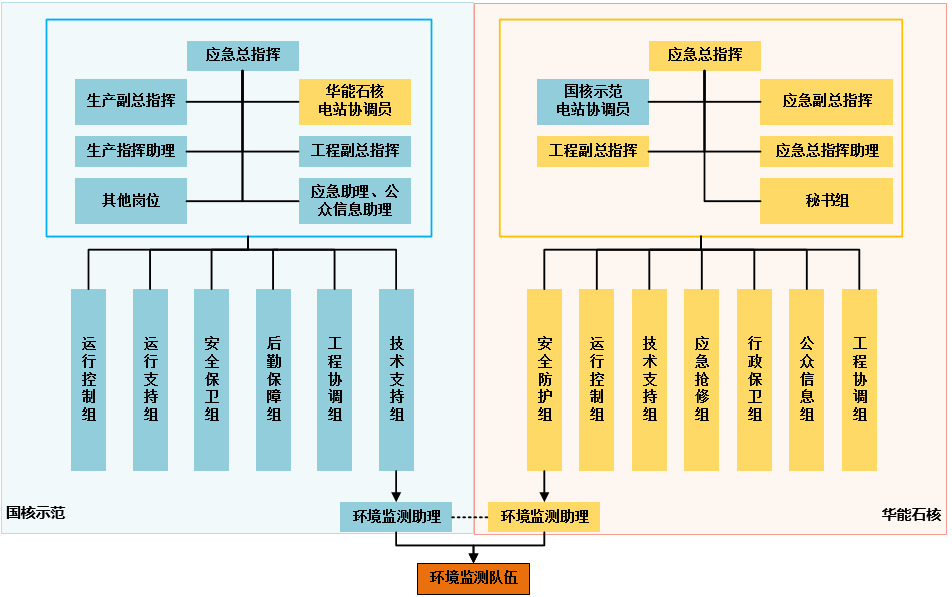 应急总指挥
生产副总指挥
华能石核
电站协调员
生产指挥助理
工程副总指挥
其他岗位
应急助理、公
众信息助理
运行控制组
运行支持组
安全保卫组
后勤保障组
工程协调组
技术支持组
国核示范
环境监测助理
应急总指挥
国核示范
电站协调员
应急副总指挥
工程副总指挥
应急总指挥助理
秘书组
安全防护组
运行控制组
技术支持组
应急抢修组
行政保卫组
公众信息组
工程协调组
环境监测助理
华能石核
环境监测队伍